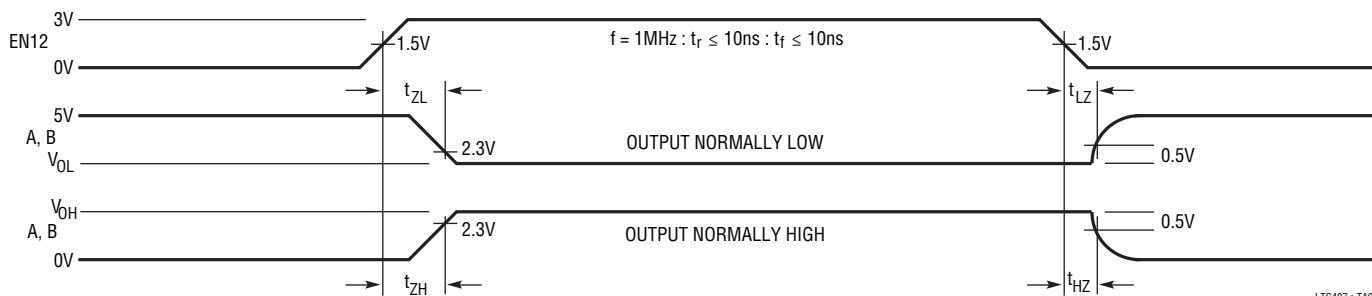 3V
EN12
1.5V
f = 1MHz : tr ≤ 10ns : tf ≤ 10ns
1.5V
0V
tZL
tLZ
5V
A, B
OUTPUT NORMALLY LOW
2.3V
0.5V
VOL
VOH
A, B
2.3V
OUTPUT NORMALLY HIGH
0.5V
0V
tZH
tHZ